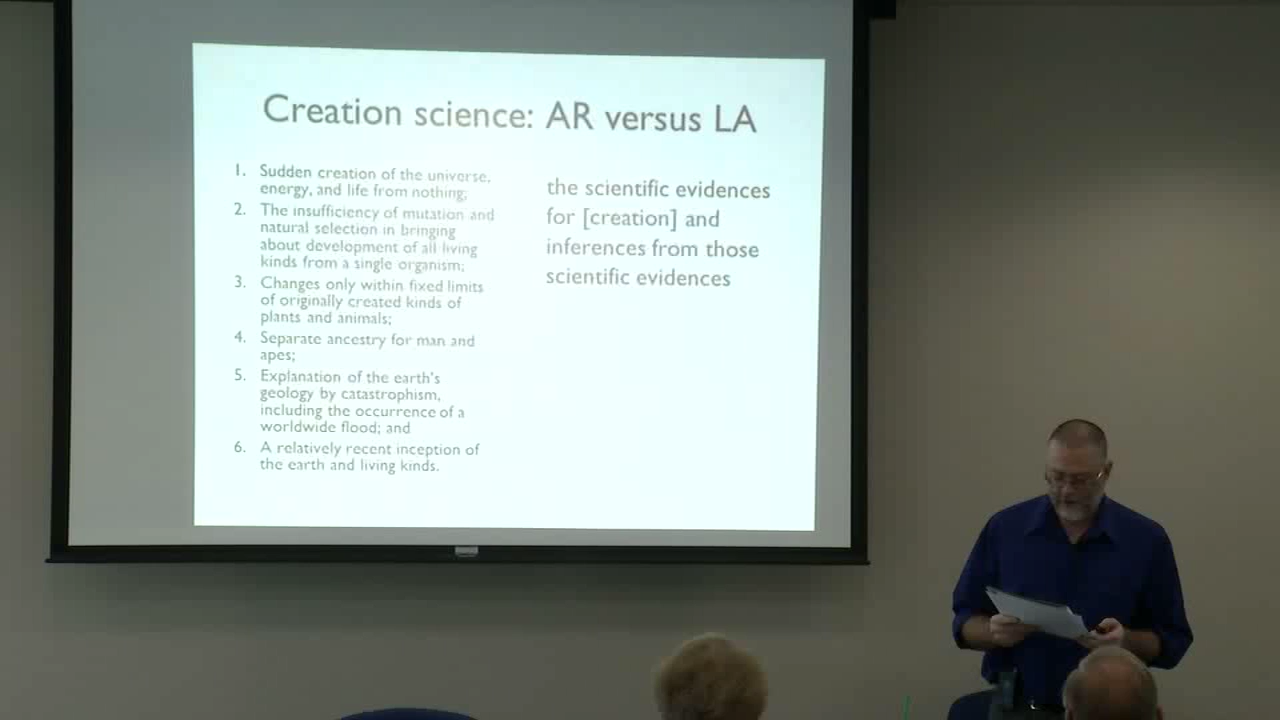 Creation science: AR versus LA
1. Sudden creation of the universe,
energy, and life from nothing;
2. The insufficiency of mutation and
natural selection in bringing
about development of all living
kinds from a single organism;
3. Changes only within fixed limits
of originally created kinds of
plants and animals;
4. Separate ancestry for man and
apes;
5. Explanation of the earth's
geology by catastrophism,
including the occurrence of a
worldwide flood; and
6. A relatively recent inception of
the earth and living kinds.
the scientific evidences
for [creation] and
inferences from those
scientific evidences